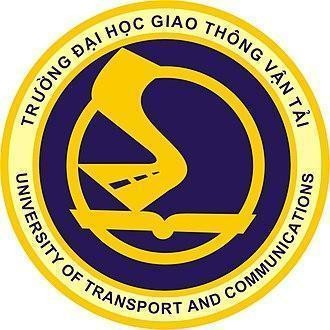 TRƯỜNG ĐẠI HỌC GIAO THÔNG VẬN TẢI
UNIVERSITY OF TRANSPORT AND COMMUNICATIONS